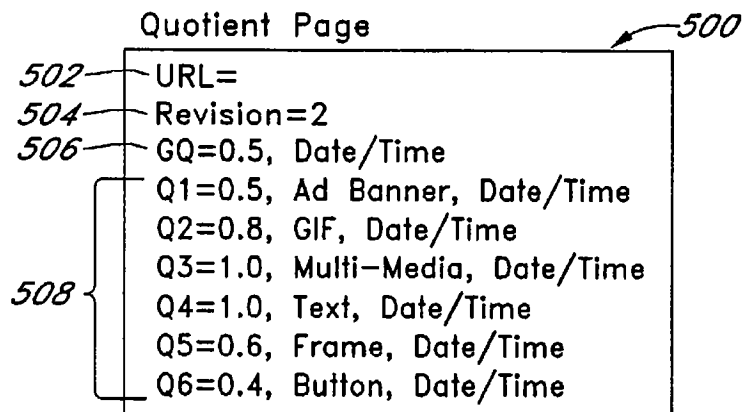 Quotient Page 500
502 URL=
504 Revision=2
506 GQ=0.5, Date/Time
Q1=0.5, Ad Banner, Date/Time
Q2=0.8, GIF, Date/Time
Q3=1.0, Multi-Media, Date/Time
508 Q4=1.0, Text, Date/Time
Q5=0.6, Frame, Date/Time
Q6=0.4, Button, Date/Time